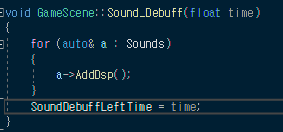 void GameScene::Sound_Debuff(float time)
{
    for (auto& a : Sounds)
    {
        a->AddDsp();
    }
    SoundDebuffLeftTime = time;
}